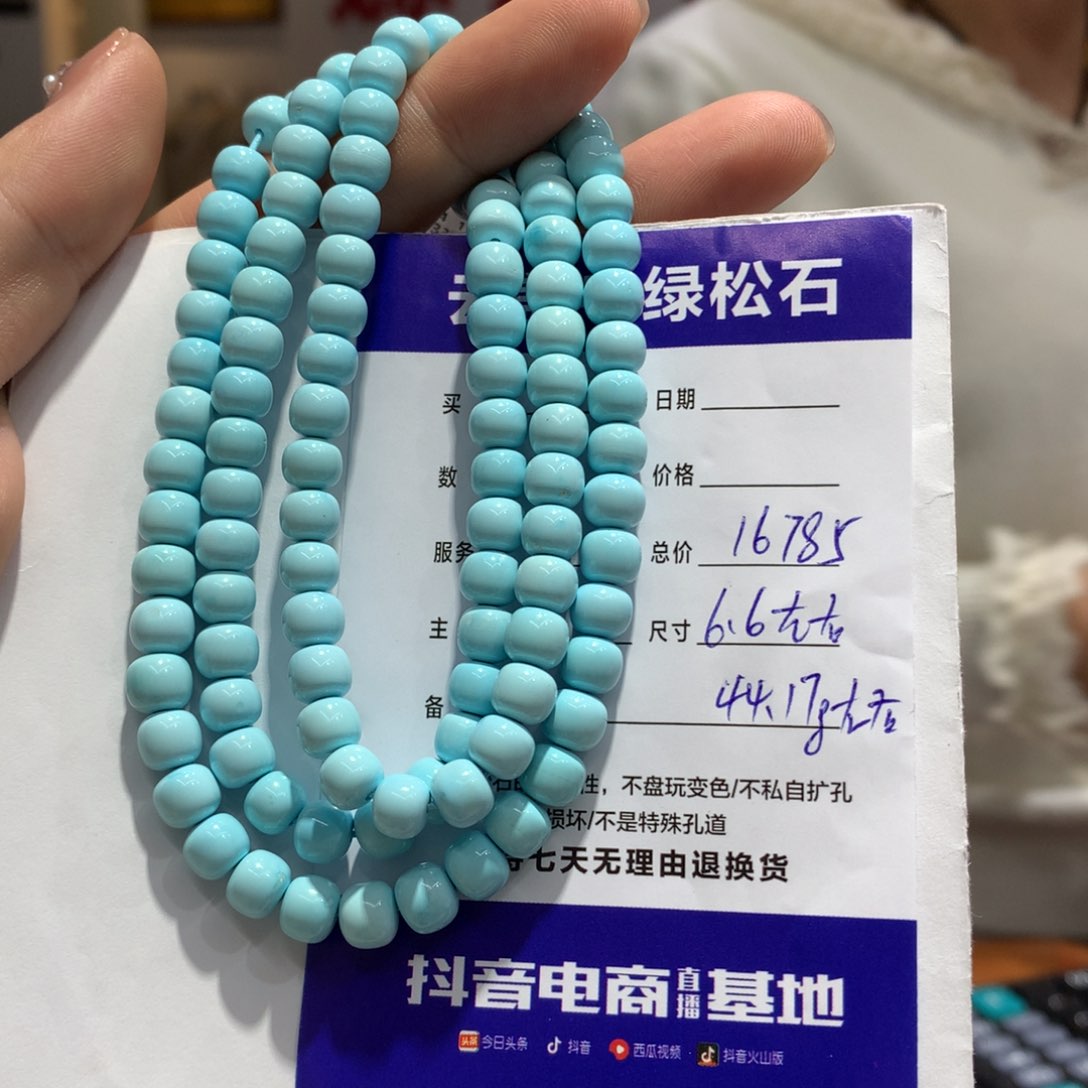 绿松石
买
日期
数
价格
服务
总价 16785
主
尺寸 6.6左右
备
44.17g左右
性，不盘玩变色/不私自扩孔
损坏/不是特殊孔道
七天无理由退换货
抖音电商直播基地
头条 今日头条 抖音 西瓜视频 · 抖音火山版